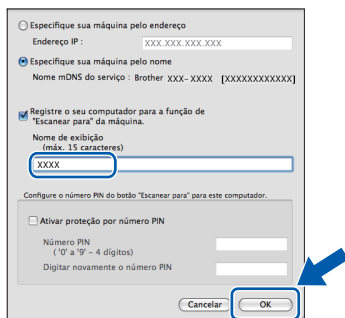 Especifique sua máquina pelo endereço
Endereço IP : XXX.XXX.XXX.XXX
Especifique sua máquina pelo nome
Nome mDNS do serviço : Brother XXX-XXXX [XXXXXXXXXXXX]
Registre o seu computador para a função de
"Escanear para" da máquina.
Nome de exibição
(máx. 15 caracteres)
XXXX
Configure o número PIN do botão "Escanear para" para este computador.
Ativar proteção por número PIN
Número PIN
( '0' a '9' – 4 dígitos)
Digitar novamente o número PIN
Cancelar OK